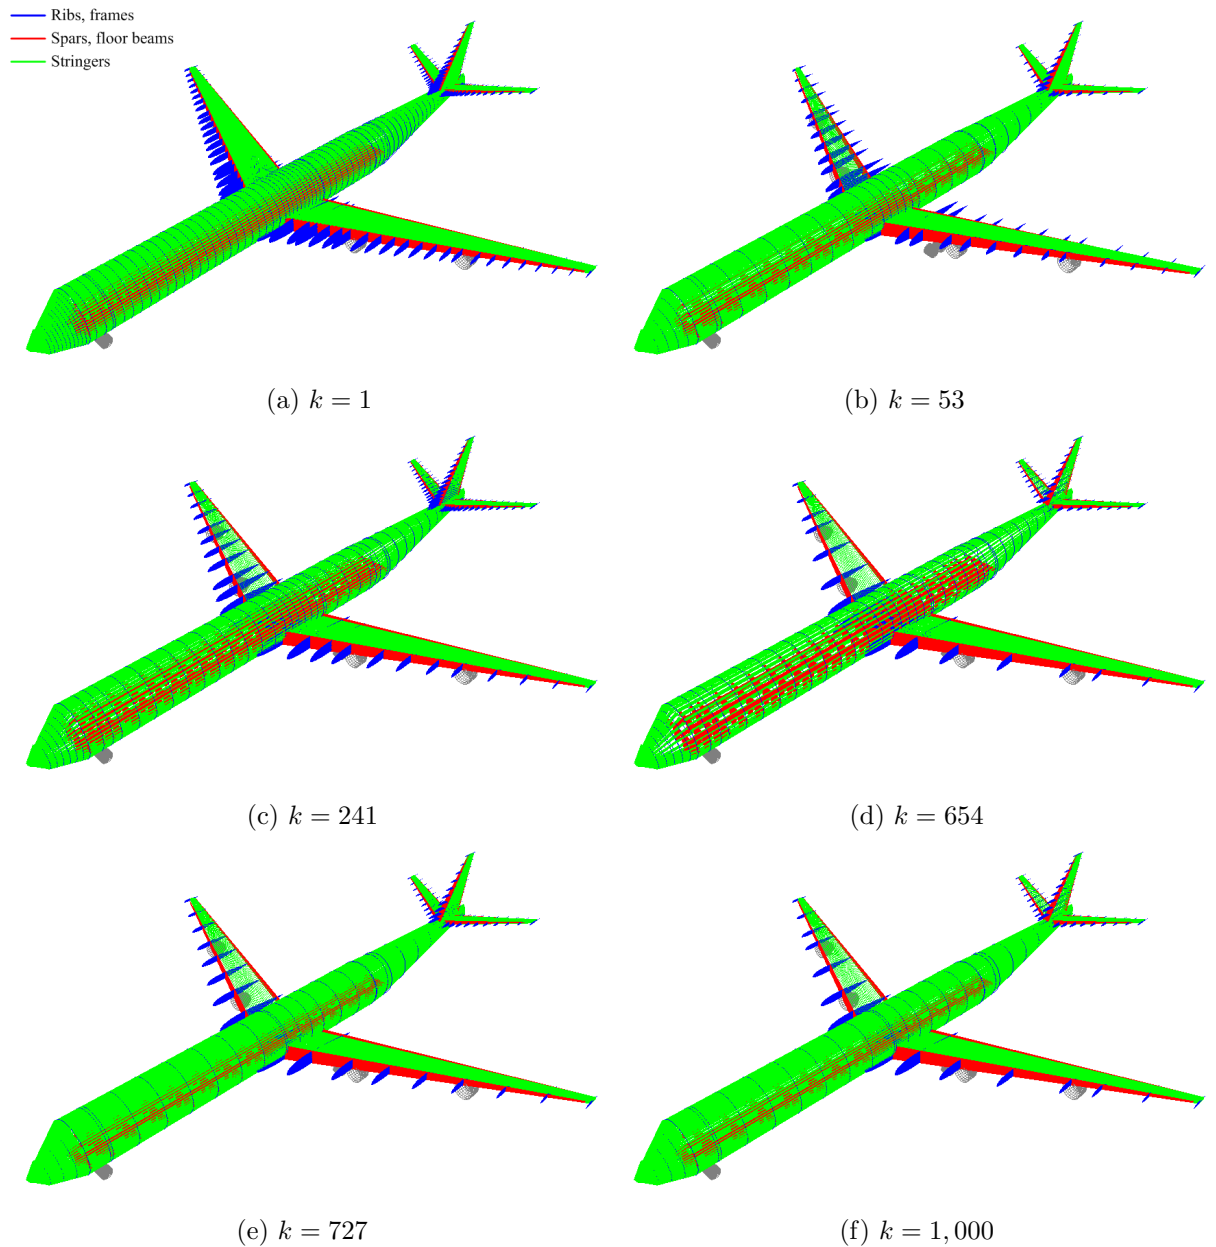 Ribs, frames
Spars, floor beams
Stringers
(a) k = 1
(b) k = 53
(c) k = 241
(d) k = 654
(e) k = 727
(f) k = 1, 000